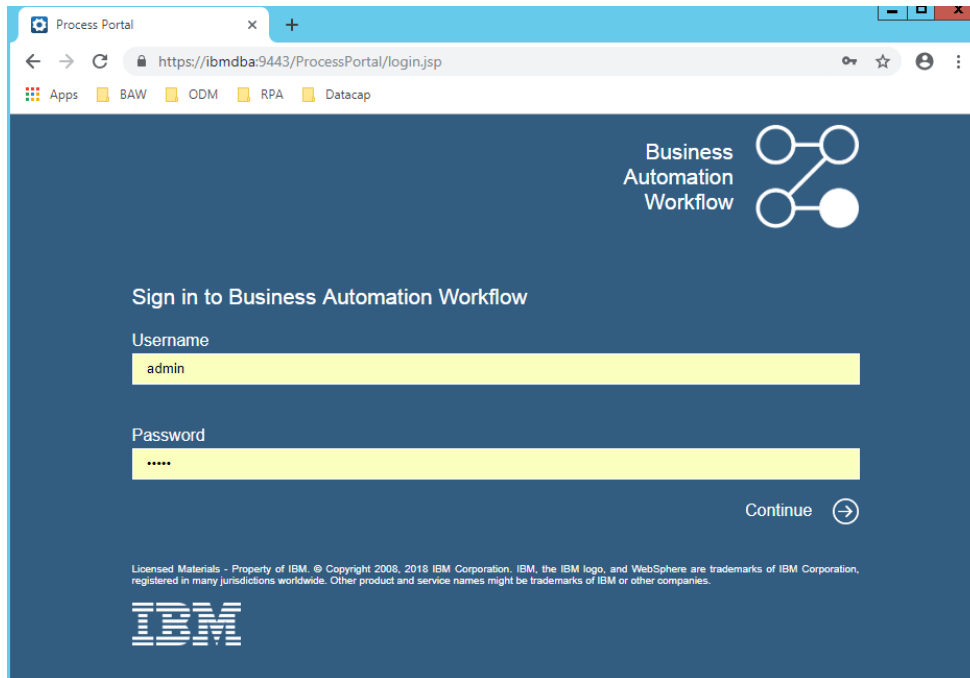 Process Portal
https://ibmdba:9443/ProcessPortal/login.jsp
Apps BAW ODM RPA Datacap
Business
Automation
Workflow
Sign in to Business Automation Workflow
Username
admin
Password
•••••
Continue
Licensed Materials - Property of IBM. © Copyright 2008, 2018 IBM Corporation. IBM, the IBM logo, and WebSphere are trademarks of IBM Corporation,
registered in many jurisdictions worldwide. Other product and service names might be trademarks of IBM or other companies.
IBM